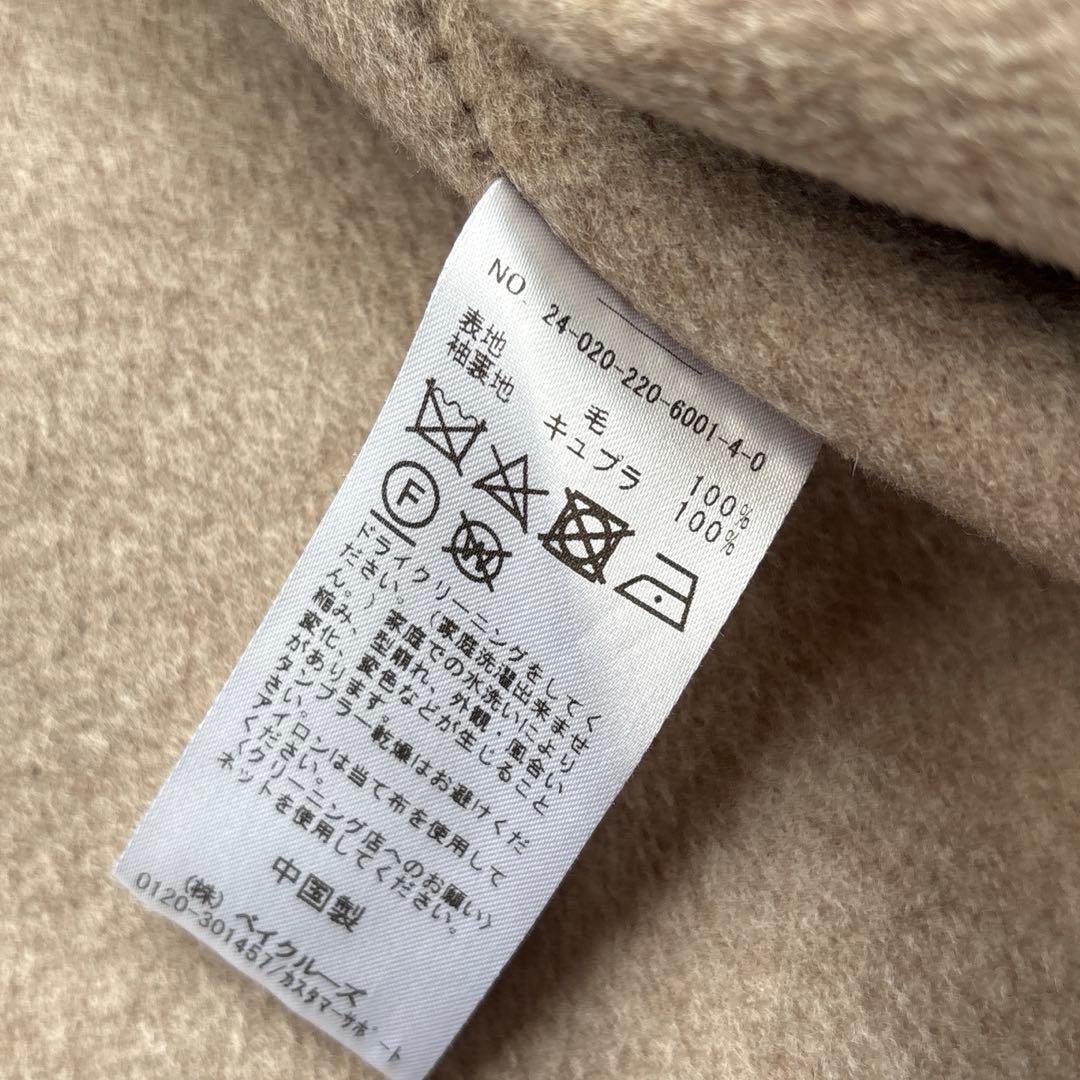 NO. 24-020-220-6001-4-0
表地 毛 100%
袖裏地 キュプラ 100%
F
W
ドライクリーニングをしてく
ださい。(家庭洗濯出来ませ
ん。) 家庭での水洗いにより
縮み、型崩れ、外観・風合い
変化、変色などが生じること
があります。
タンブラー乾燥はお避けくだ
さい。
アイロンは当て布を使用して
ください。
〈クリーニング店へのお願い〉
ネットを使用してください。
中国製
(株) ベイクルーズ
0120-301457/カスタマーサポート